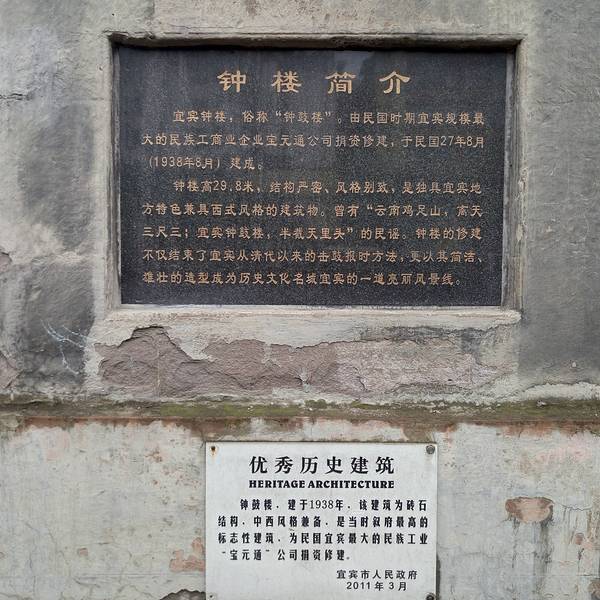 钟楼简介
宜宾钟楼，俗称“钟鼓楼”。由民国时期宜宾规模最
大的民族工商业企业宝元通公司捐资修建，于民国27年8月
（1938年8月）建成。
钟楼高29.8米，结构严密、风格别致，是独具宜宾地
方特色兼具西式风格的建筑物。曾有“云南鸡足山，高天
三尺三；宜宾钟鼓楼，半截天里头”的民谣。钟楼的修建
不仅结束了宜宾从清代以来的击鼓报时方法，更以其简洁、
雄壮的造型成为历史文化名城宜宾的一道亮丽风景线。
优秀历史建筑
HERITAGE ARCHITECTURE
钟鼓楼，建于1938年，该建筑为砖石
结构，中西风格兼备，是当时叙府最高的
标志性建筑，为民国宜宾最大的民族工业
“宝元通”公司捐资修建。
宜宾市人民政府
2011年3月